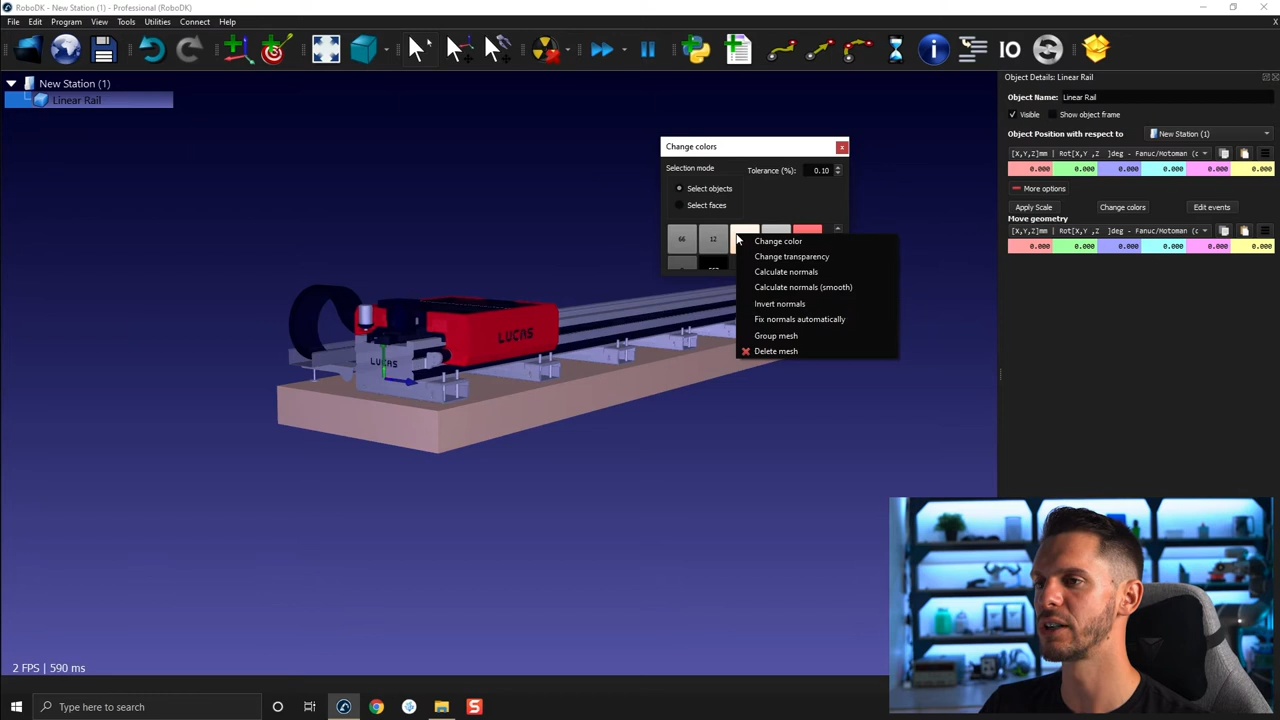 New Station (1) - RoboDK - New Station (1) (RoboDK)
File Edit Program View Tools Utilities Connect Help
IO
New Station (1)
Linear Rail
Object Details: Linear Rail
Object Name: Linear Rail
Visible Show object frame
Object Position with respect to New Station (1)
[X,Y,Z]mm | Rot[X,Y ,Z ]deg - Fanuc/Motoman (c
0.000 0.000 0.000 0.000 0.000 0.000
More options
Apply Scale Change colors Edit events
Move geometry
[X,Y,Z]mm | Rot[X,Y ,Z ]deg - Fanuc/Motoman (c
0.000 0.000 0.000 0.000 0.000 0.000
Change colors
Selection mode Tolerance (%): 0.10
Select objects
Select faces
66 12
Change color
Change transparency
Calculate normals
Calculate normals (smooth)
Invert normals
Fix normals automatically
Group mesh
Delete mesh
LUCAS
LUCAS
2 FPS | 590 ms
Type here to search